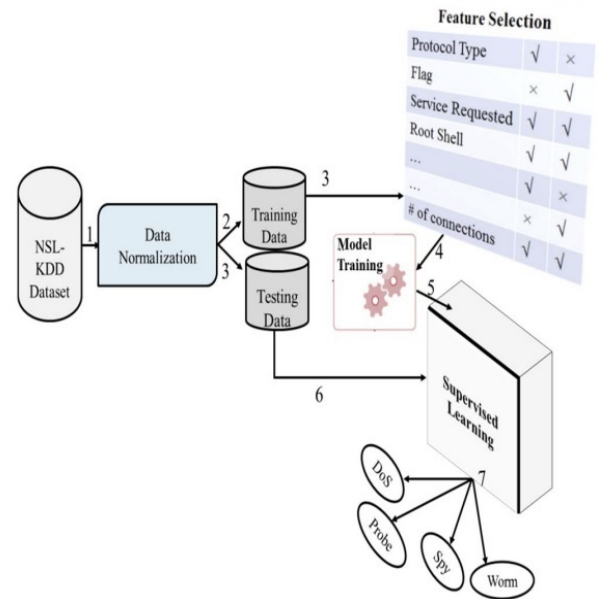 Feature Selection
Protocol Type √ ×
Flag × √
Service Requested √ √
Root Shell √ √
... √ ×
... × √
# of connections √ √
NSL-
KDD
Dataset
1
Data
Normalization
2
3
Training
Data
Testing
Data
3
Model
Training
4
5
6
Supervised
Learning
7
DoS
Probe
Spy
Worm